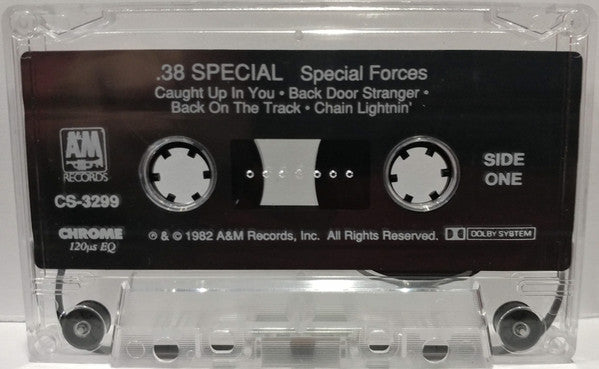 .38 SPECIAL Special Forces
Caught Up In You • Back Door Stranger •
Back On The Track • Chain Lightnin'
A&M
RECORDS
SIDE
ONE
CS-3299
CHROME
120μs EQ
℗ & © 1982 A&M Records, Inc. All Rights Reserved.
DOLBY SYSTEM